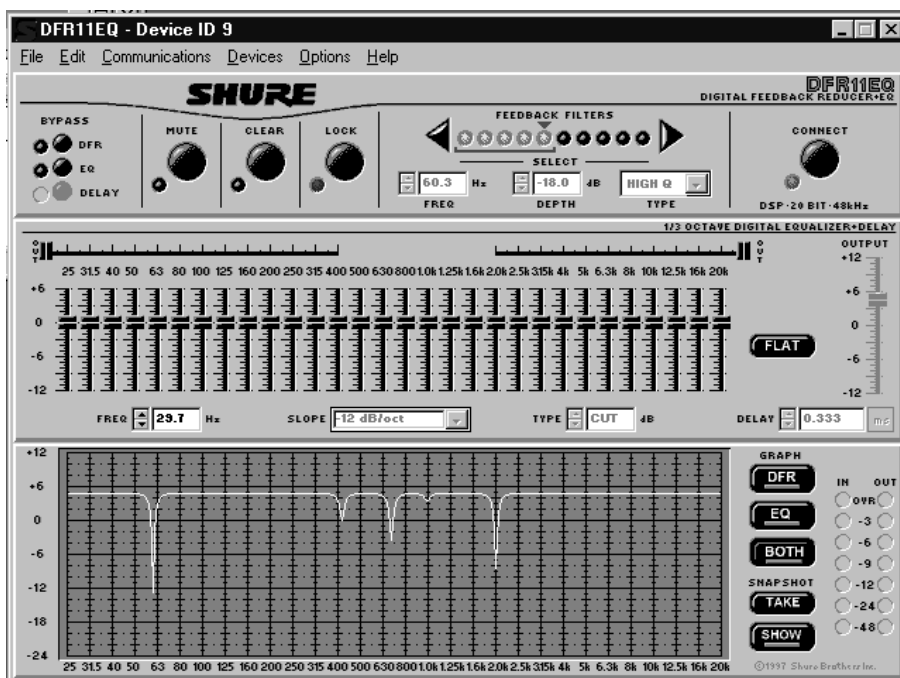 DFR11EQ - Device ID 9
File Edit Communications Devices Options Help
SHURE
DFR11EQ
DIGITAL FEEDBACK REDUCER+EQ
BYPASS
DFR
EQ
DELAY
MUTE
CLEAR
LOCK
FEEDBACK FILTERS
SELECT
60.3 Hz
-18.0 dB
HIGH Q
FREQ
DEPTH
TYPE
CONNECT
DSP·20 BIT·48kHz
1/3 OCTAVE DIGITAL EQUALIZER+DELAY
OUT
OUT
OUTPUT
25 31.5 40 50 63 80 100 125 160 200 250 315 400 500 630 800 1.0k 1.25k 1.6k 2.0k 2.5k 3.15k 4k 5k 6.3k 8k 10k 12.5k 16k 20k
+6
0
-6
-12
FLAT
+12
+6
0
-6
-12
FREQ 29.7 Hz
SLOPE -12 dB/oct
TYPE CUT dB
DELAY 0.333 ms
+12
+6
0
-6
-12
-18
-24
25 31.5 40 50 63 80 100 125 160 200 250 315 400 500 630 800 1.0k 1.25k 1.6k 2.0k 2.5k 3.15k 4k 5k 6.3k 8k 10k 12.5k 16k 20k
GRAPH
DFR
EQ
BOTH
SNAPSHOT
TAKE
SHOW
IN OUT
OVR
-3
-6
-9
-12
-24
-48
©1997 Shure Brothers Inc.